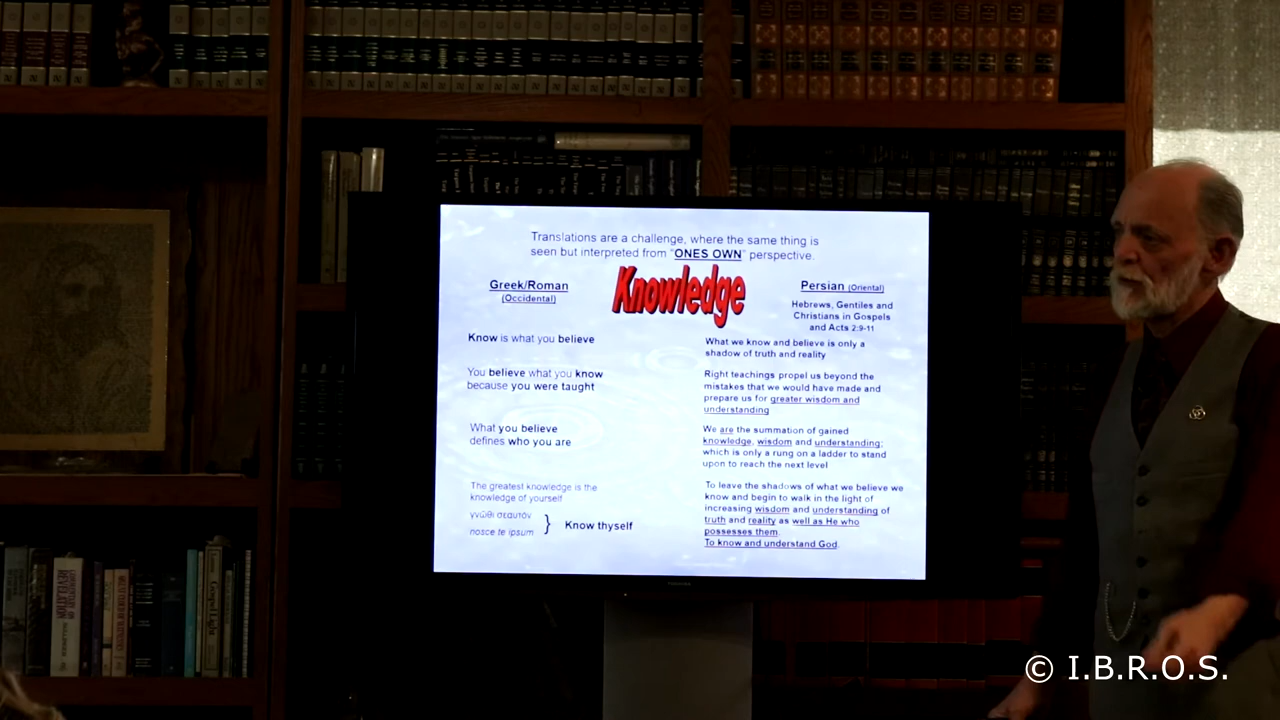 Translations are a challenge, where the same thing is
seen but interpreted from "ONES OWN" perspective.
Knowledge
Greek/Roman
(Occidental)
Know is what you believe
You believe what you know
because you were taught
What you believe
defines who you are
The greatest knowledge is the
knowledge of yourself
γνῶθι σεαυτόν
nosce te ipsum
} Know thyself
Persian (Oriental)
Hebrews, Gentiles and
Christians in Gospels
and Acts 2:9-11
What we know and believe is only a
shadow of truth and reality
Right teachings propel us beyond the
mistakes that we would have made and
prepare us for greater wisdom and
understanding
We are the summation of gained
knowledge, wisdom and understanding;
which is only a rung on a ladder to stand
upon to reach the next level
To leave the shadows of what we believe we
know and begin to walk in the light of
increasing wisdom and understanding of
truth and reality as well as He who
possesses them.
To know and understand God.
REVELATION
© I.B.R.O.S.